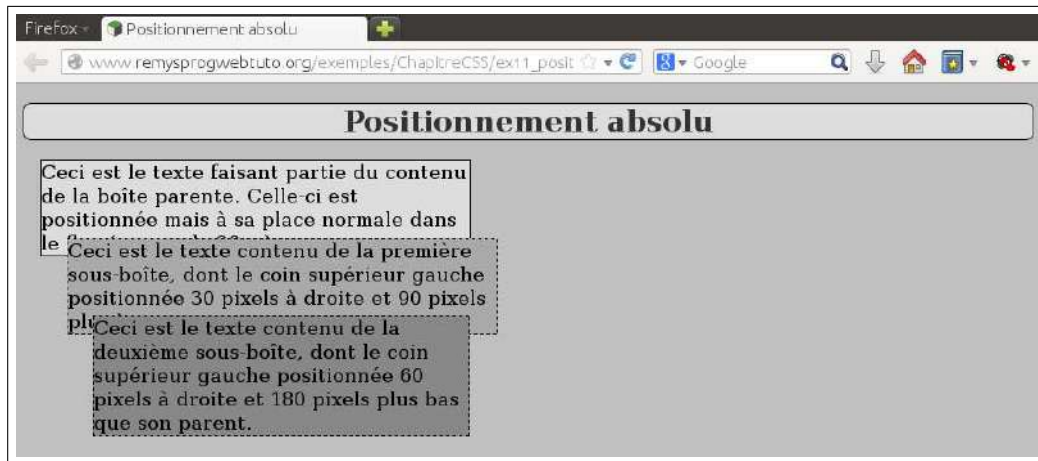 Firefox
Positionnement absolu
www.remysprogwebtuto.org/exemples/ChapitreCSS/ex11_posit
Google
Positionnement absolu
Ceci est le texte faisant partie du contenu
de la boîte parente. Celle-ci est
positionnée mais à sa place normale dans
le
Ceci est le texte contenu de la première
sous-boîte, dont le coin supérieur gauche
positionnée 30 pixels à droite et 90 pixels
Ceci est le texte contenu de la
deuxième sous-boîte, dont le coin
supérieur gauche positionnée 60
pixels à droite et 180 pixels plus bas
que son parent.